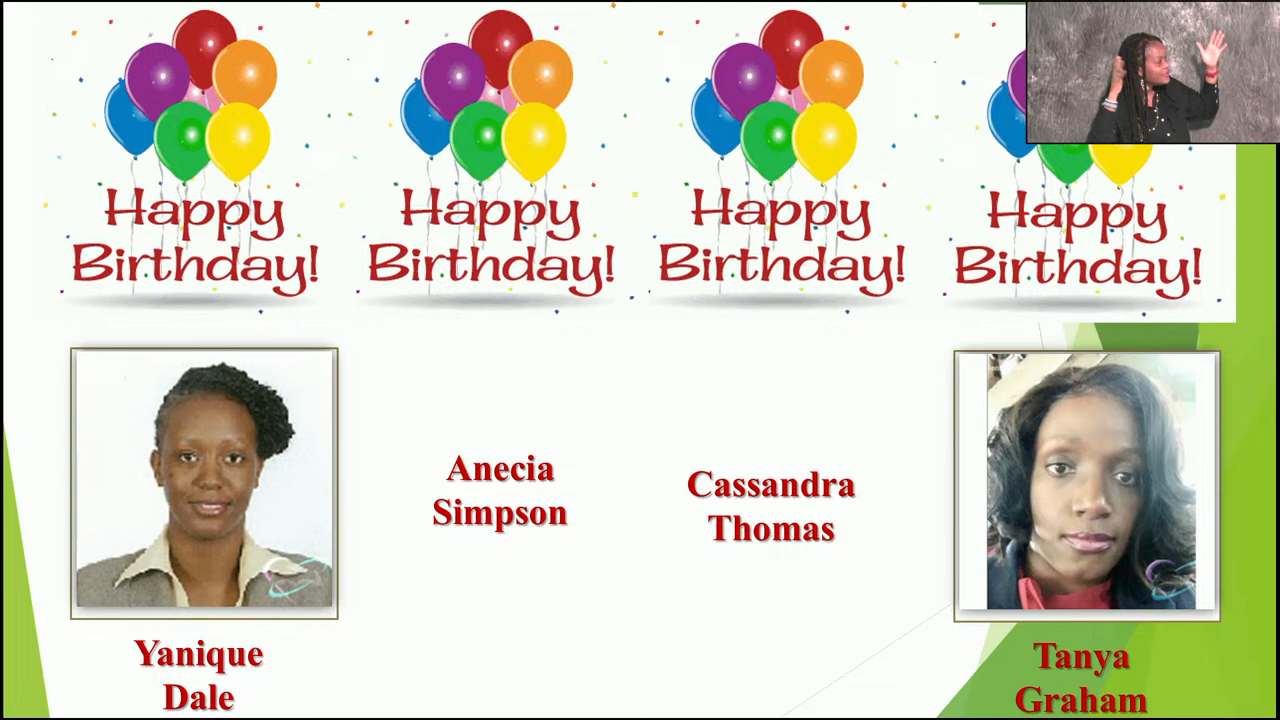 Happy
Birthday!
Happy
Birthday!
Happy
Birthday!
Happy
Birthday!
Anecia
Simpson
Cassandra
Thomas
Yanique
Dale
Tanya
Graham